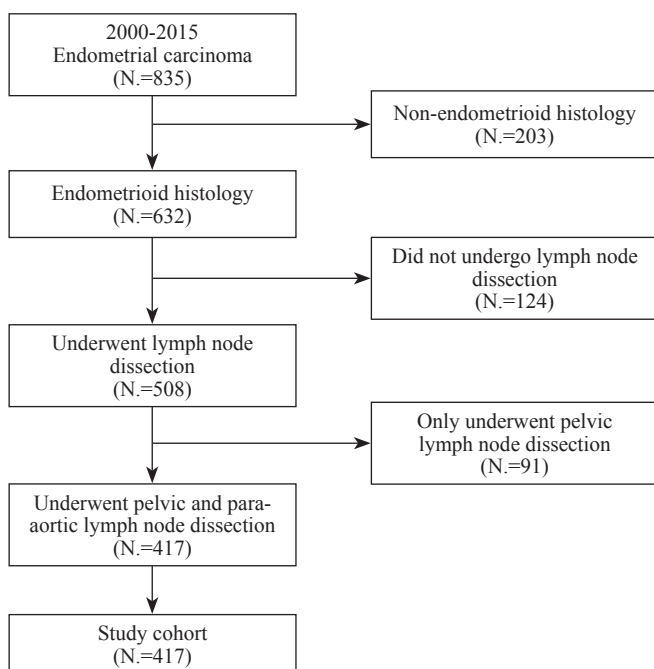 2000-2015
Endometrial carcinoma
(N.=835)
Non-endometrioid histology
(N.=203)
Endometrioid histology
(N.=632)
Did not undergo lymph node
dissection
(N.=124)
Underwent lymph node
dissection
(N.=508)
Only underwent pelvic
lymph node dissection
(N.=91)
Underwent pelvic and para-
aortic lymph node dissection
(N.=417)
Study cohort
(N.=417)